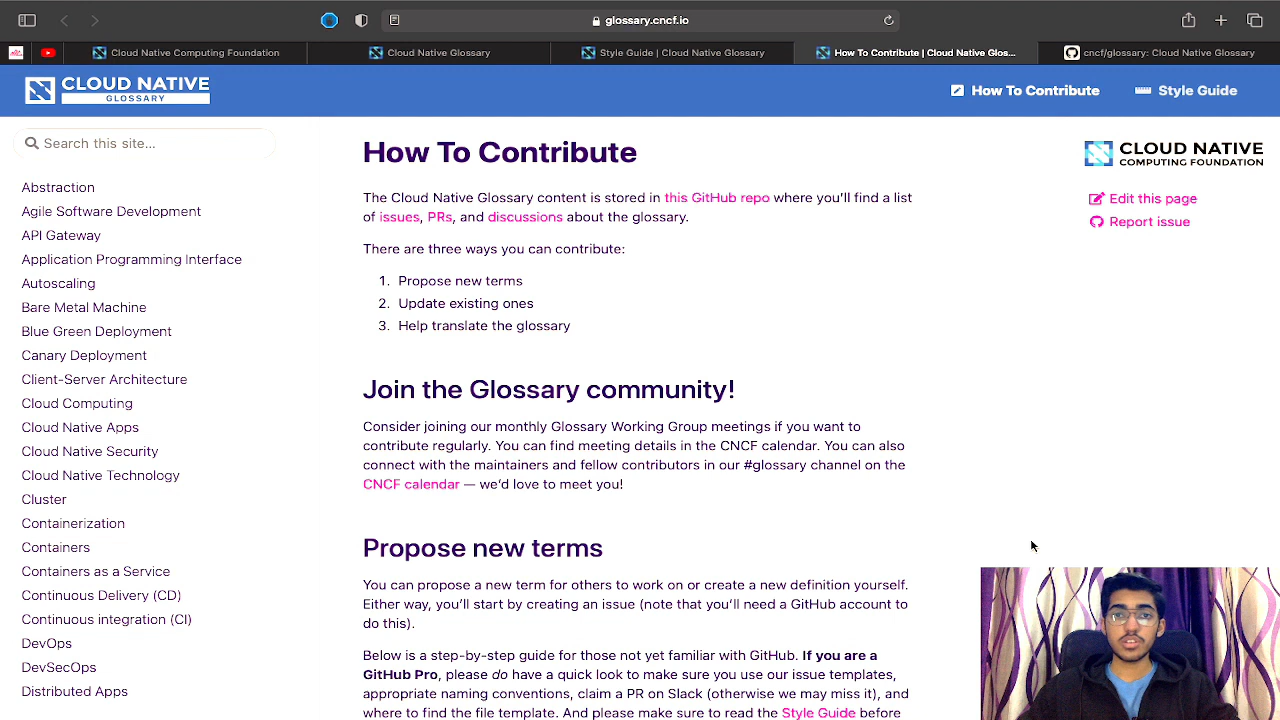 glossary.cncf.io
Cloud Native Computing Foundation
Cloud Native Glossary
Style Guide | Cloud Native Glossary
How To Contribute | Cloud Native Glos...
cncf/glossary: Cloud Native Glossary
CLOUD NATIVE
GLOSSARY
How To Contribute
Style Guide
Search this site...
Abstraction
Agile Software Development
API Gateway
Application Programming Interface
Autoscaling
Bare Metal Machine
Blue Green Deployment
Canary Deployment
Client-Server Architecture
Cloud Computing
Cloud Native Apps
Cloud Native Security
Cloud Native Technology
Cluster
Containerization
Containers
Containers as a Service
Continuous Delivery (CD)
Continuous integration (CI)
DevOps
DevSecOps
Distributed Apps
How To Contribute
The Cloud Native Glossary content is stored in this GitHub repo where you'll find a list
of issues, PRs, and discussions about the glossary.
There are three ways you can contribute:
1. Propose new terms
2. Update existing ones
3. Help translate the glossary
Join the Glossary community!
Consider joining our monthly Glossary Working Group meetings if you want to
contribute regularly. You can find meeting details in the CNCF calendar. You can also
connect with the maintainers and fellow contributors in our #glossary channel on the
CNCF calendar — we'd love to meet you!
Propose new terms
You can propose a new term for others to work on or create a new definition yourself.
Either way, you'll start by creating an issue (note that you'll need a GitHub account to
do this).
Below is a step-by-step guide for those not yet familiar with GitHub. If you are a
GitHub Pro, please do have a quick look to make sure you use our issue templates,
appropriate naming conventions, claim a PR on Slack (otherwise we may miss it), and
where to find the file template. And please make sure to read the Style Guide before
CLOUD NATIVE
COMPUTING FOUNDATION
Edit this page
Report issue